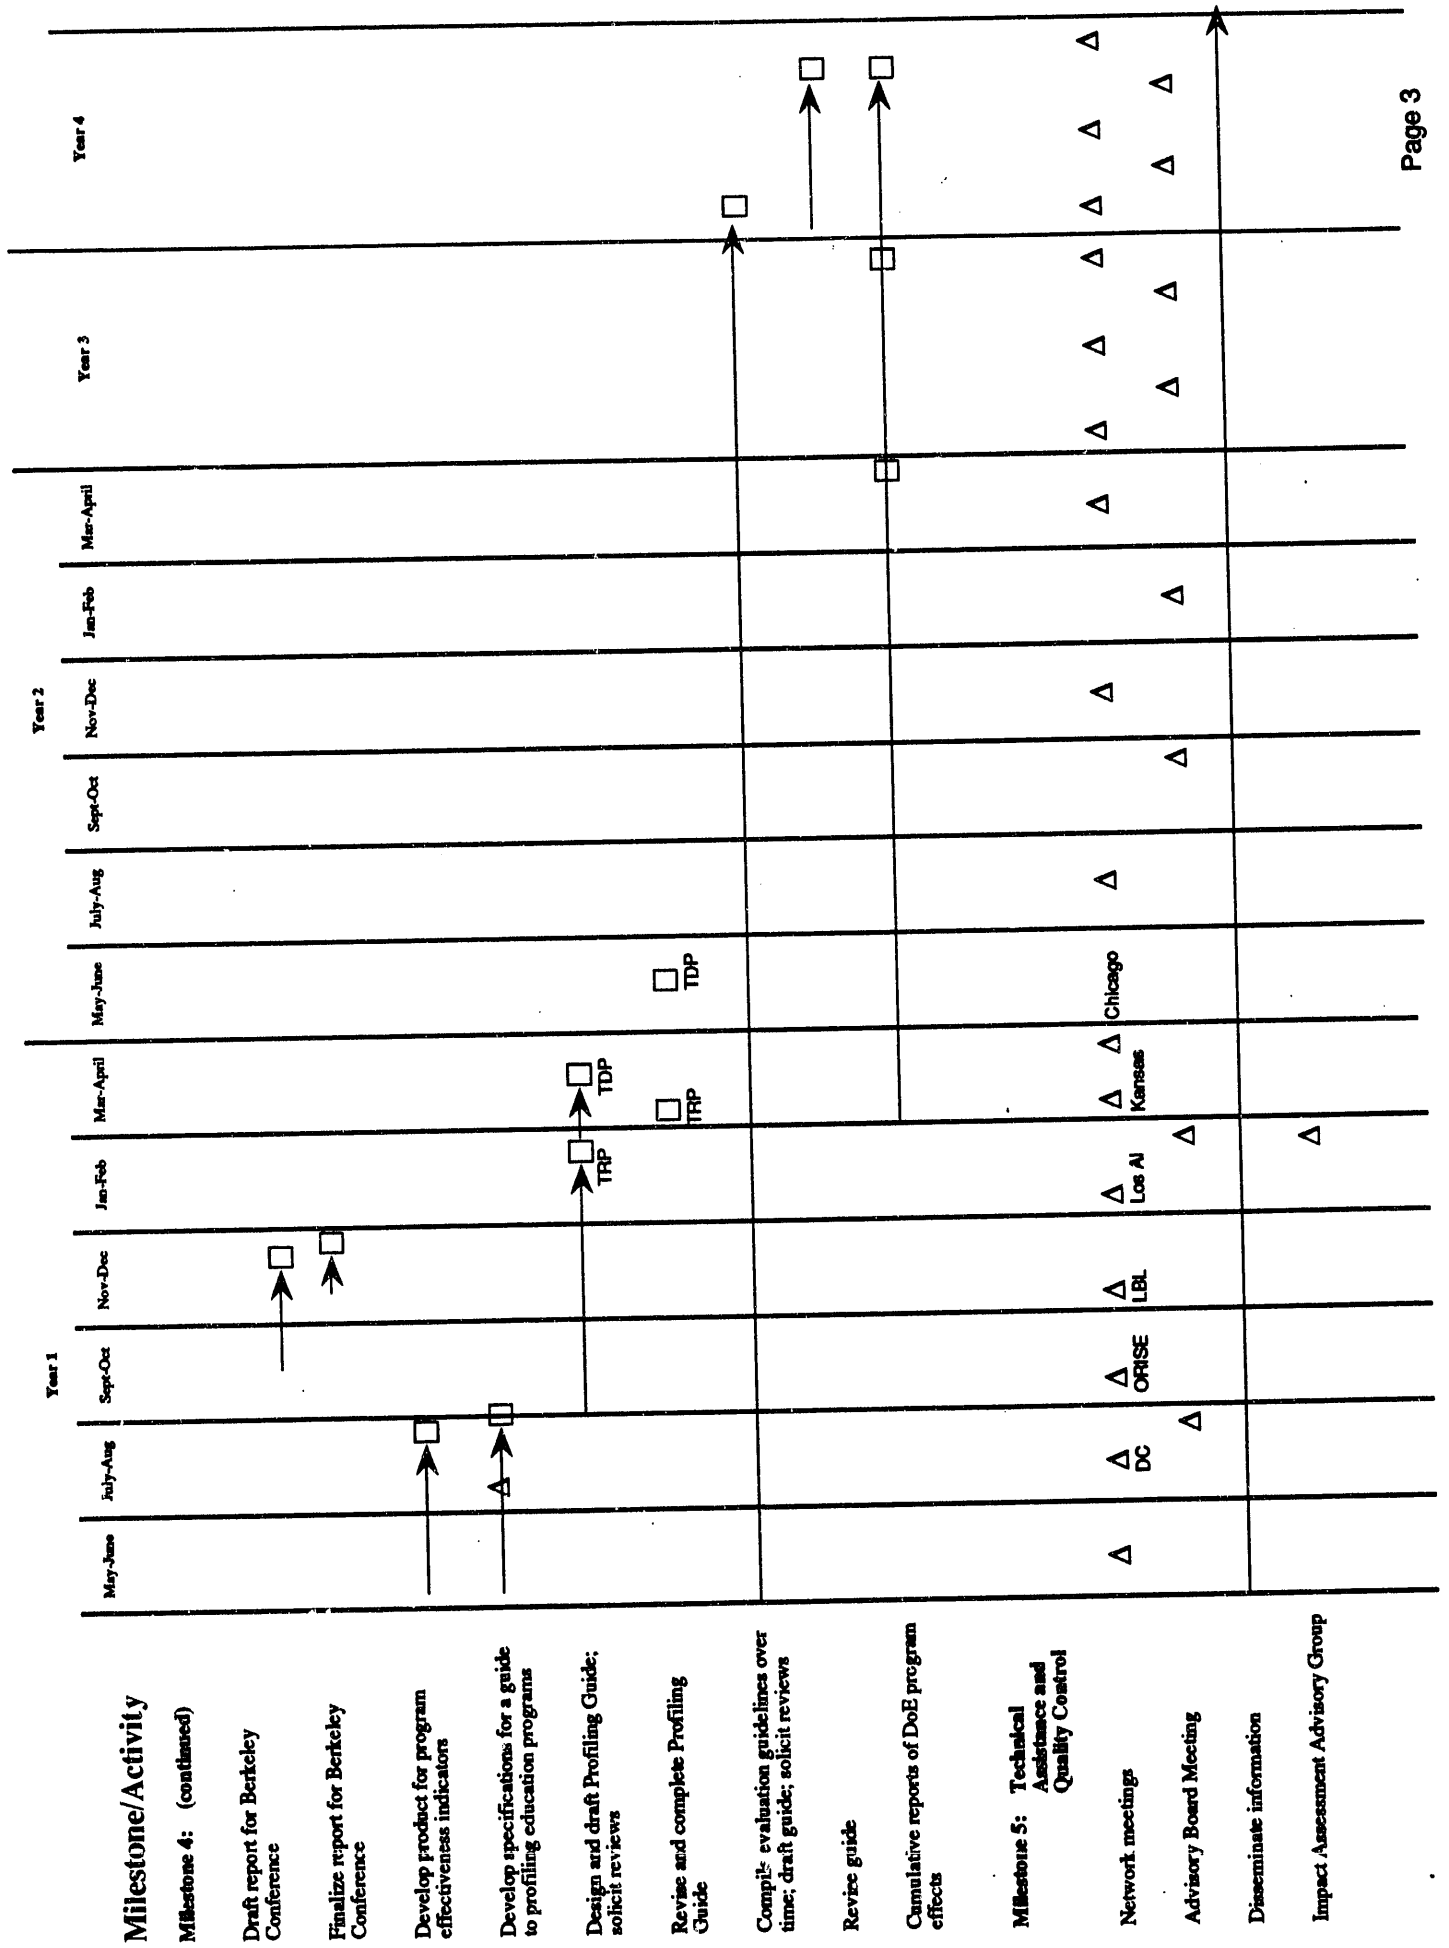 Year 1
Year 2
Year 3
Year 4
Milestone/Activity
May-June
July-Aug
Sept-Oct
Nov-Dec
Jan-Feb
Mar-April
May-June
July-Aug
Sept-Oct
Nov-Dec
Jan-Feb
Mar-April
Milestone 4: (continued)
Draft report for Berkeley
Conference
Finalize report for Berkeley
Conference
Develop product for program
effectiveness indicators
Develop specifications for a guide
to profiling education programs
Design and draft Profiling Guide;
solicit reviews
TRP
TDP
Revise and complete Profiling
Guide
TRP
TDP
Compile evaluation guidelines over
time; draft guide; solicit reviews
Revize guide
Cumulative reports of DoE program
effects
Milestone 5: Technical
Assistance and
Quality Control
Network meetings
DC
ORISE
LBL
Los Al
Kansas
Chicago
Advisory Board Meeting
Disseminate information
Impact Assessment Advisory Group
Page 3